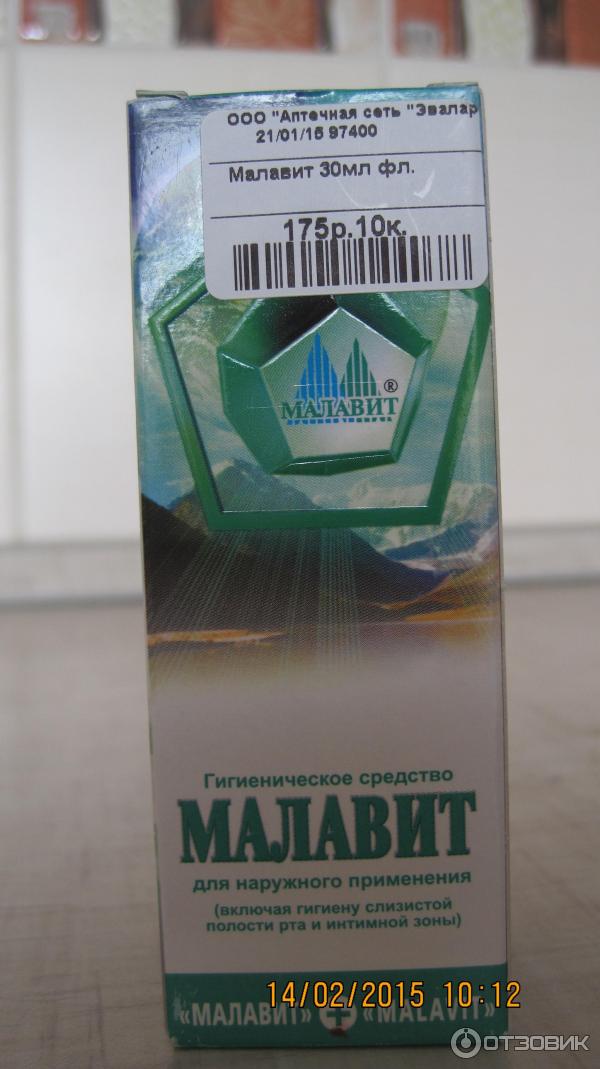 ООО "Аптечная сеть "Эвалар
21/01/15 97400
Малавит 30мл фл.
175р.10к.
МАЛАВИТ ®
Гигиеническое средство
МАЛАВИТ
для наружного применения
(включая гигиену слизистой
полости рта и интимной зоны)
14/02/2015 10:12
«МАЛАВИТ» + «MALAVIT»
ОТЗОВИК